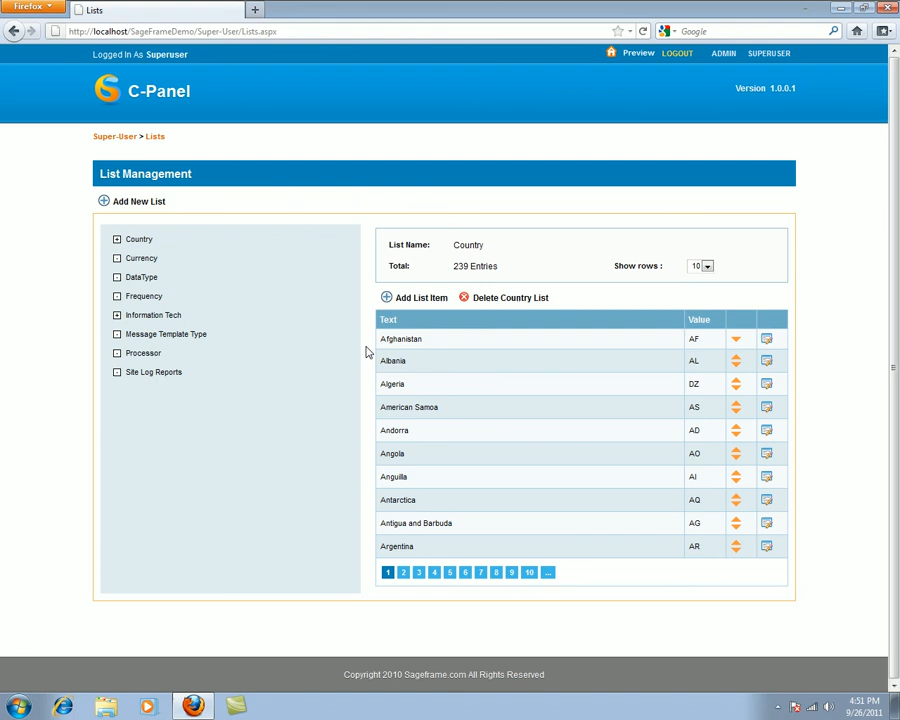 Firefox
Lists
http://localhost/SageFrameDemo/Super-User/Lists.aspx
Google
Logged In As Superuser
Preview LOGOUT ADMIN SUPERUSER
C-Panel
Version 1.0.0.1
Super-User > Lists
List Management
Add New List
Country
Currency
DataType
Frequency
Information Tech
Message Template Type
Processor
Site Log Reports
List Name: Country
Total: 239 Entries Show rows : 10
Add List Item Delete Country List
Text Value
Afghanistan AF
Albania AL
Algeria DZ
American Samoa AS
Andorra AD
Angola AO
Anguilla AI
Antarctica AQ
Antigua and Barbuda AG
Argentina AR
1 2 3 4 5 6 7 8 9 10 ...
Copyright 2010 Sageframe.com All Rights Reserved
4:51 PM
9/26/2011